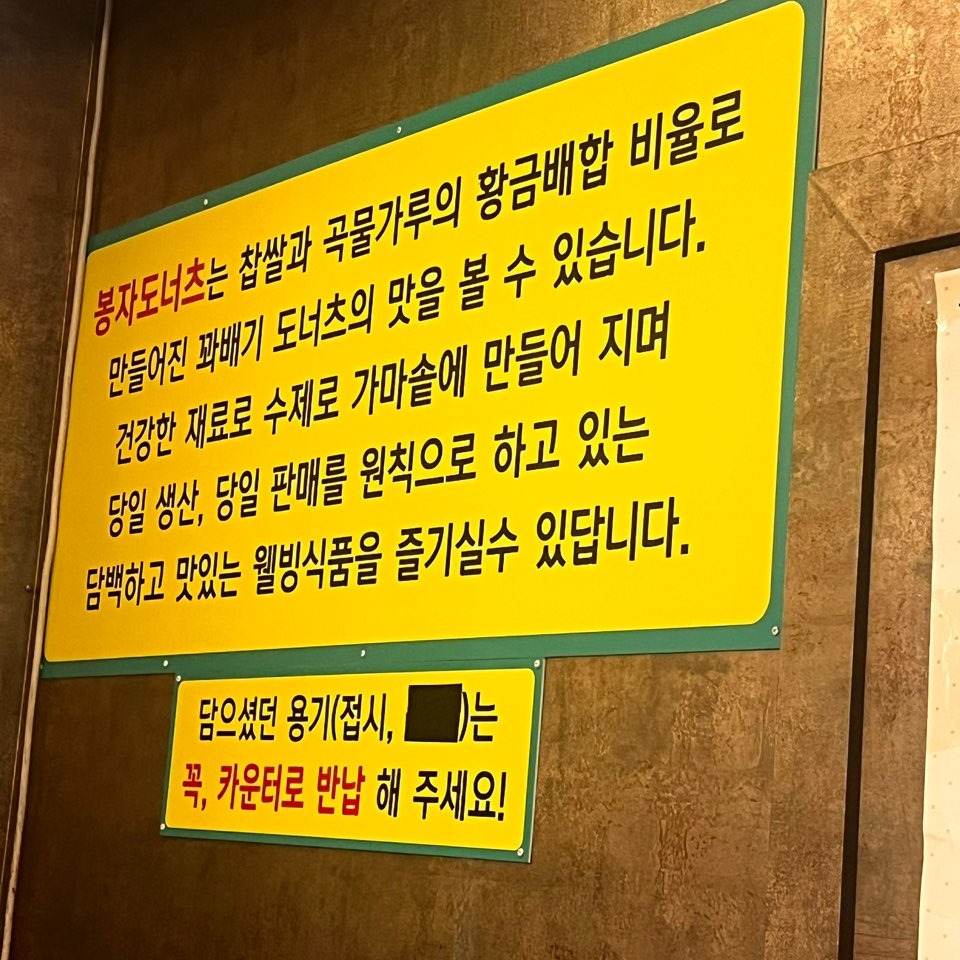 봉자도너츠는 찹쌀과 곡물가루의 황금배합 비율로
만들어진 꽈배기 도너츠의 맛을 볼 수 있습니다.
건강한 재료로 수제로 가마솥에 만들어 지며
당일 생산, 당일 판매를 원칙으로 하고 있는
담백하고 맛있는 웰빙식품을 즐기실수 있답니다.
담으셨던 용기(접시, )는
꼭, 카운터로 반납 해 주세요!